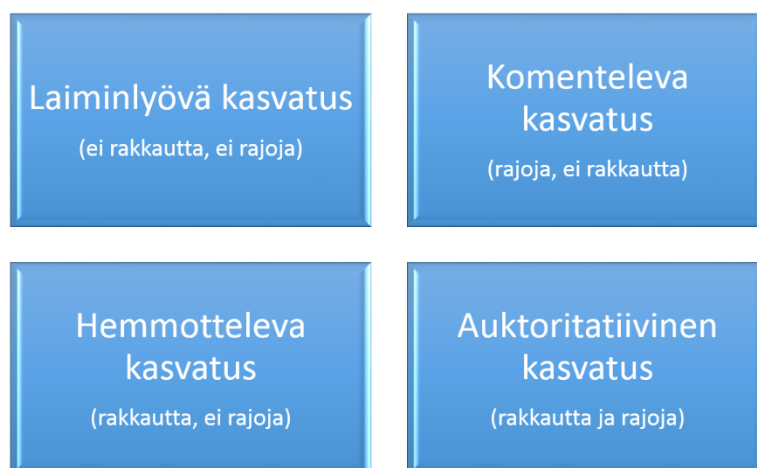 Laiminlyövä kasvatus
(ei rakkautta, ei rajoja)
Komenteleva
kasvatus
(rajoja, ei rakkautta)
Hemmotteleva
kasvatus
(rakkautta, ei rajoja)
Auktoritatiivinen
kasvatus
(rakkautta ja rajoja)